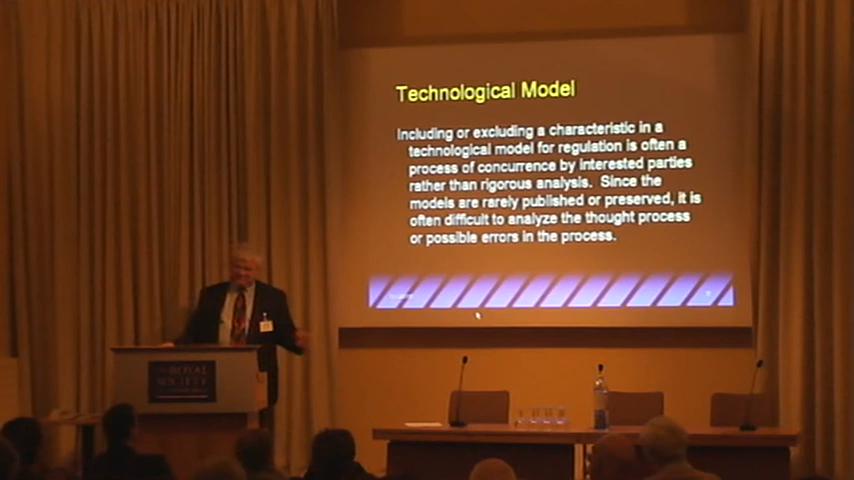 Technological Model
Including or excluding a characteristic in a
technological model for regulation is often a
process of concurrence by interested parties
rather than rigorous analysis. Since the
models are rarely published or preserved, it is
often difficult to analyze the thought process
or possible errors in the process.
THE ROYAL
SOCIETY